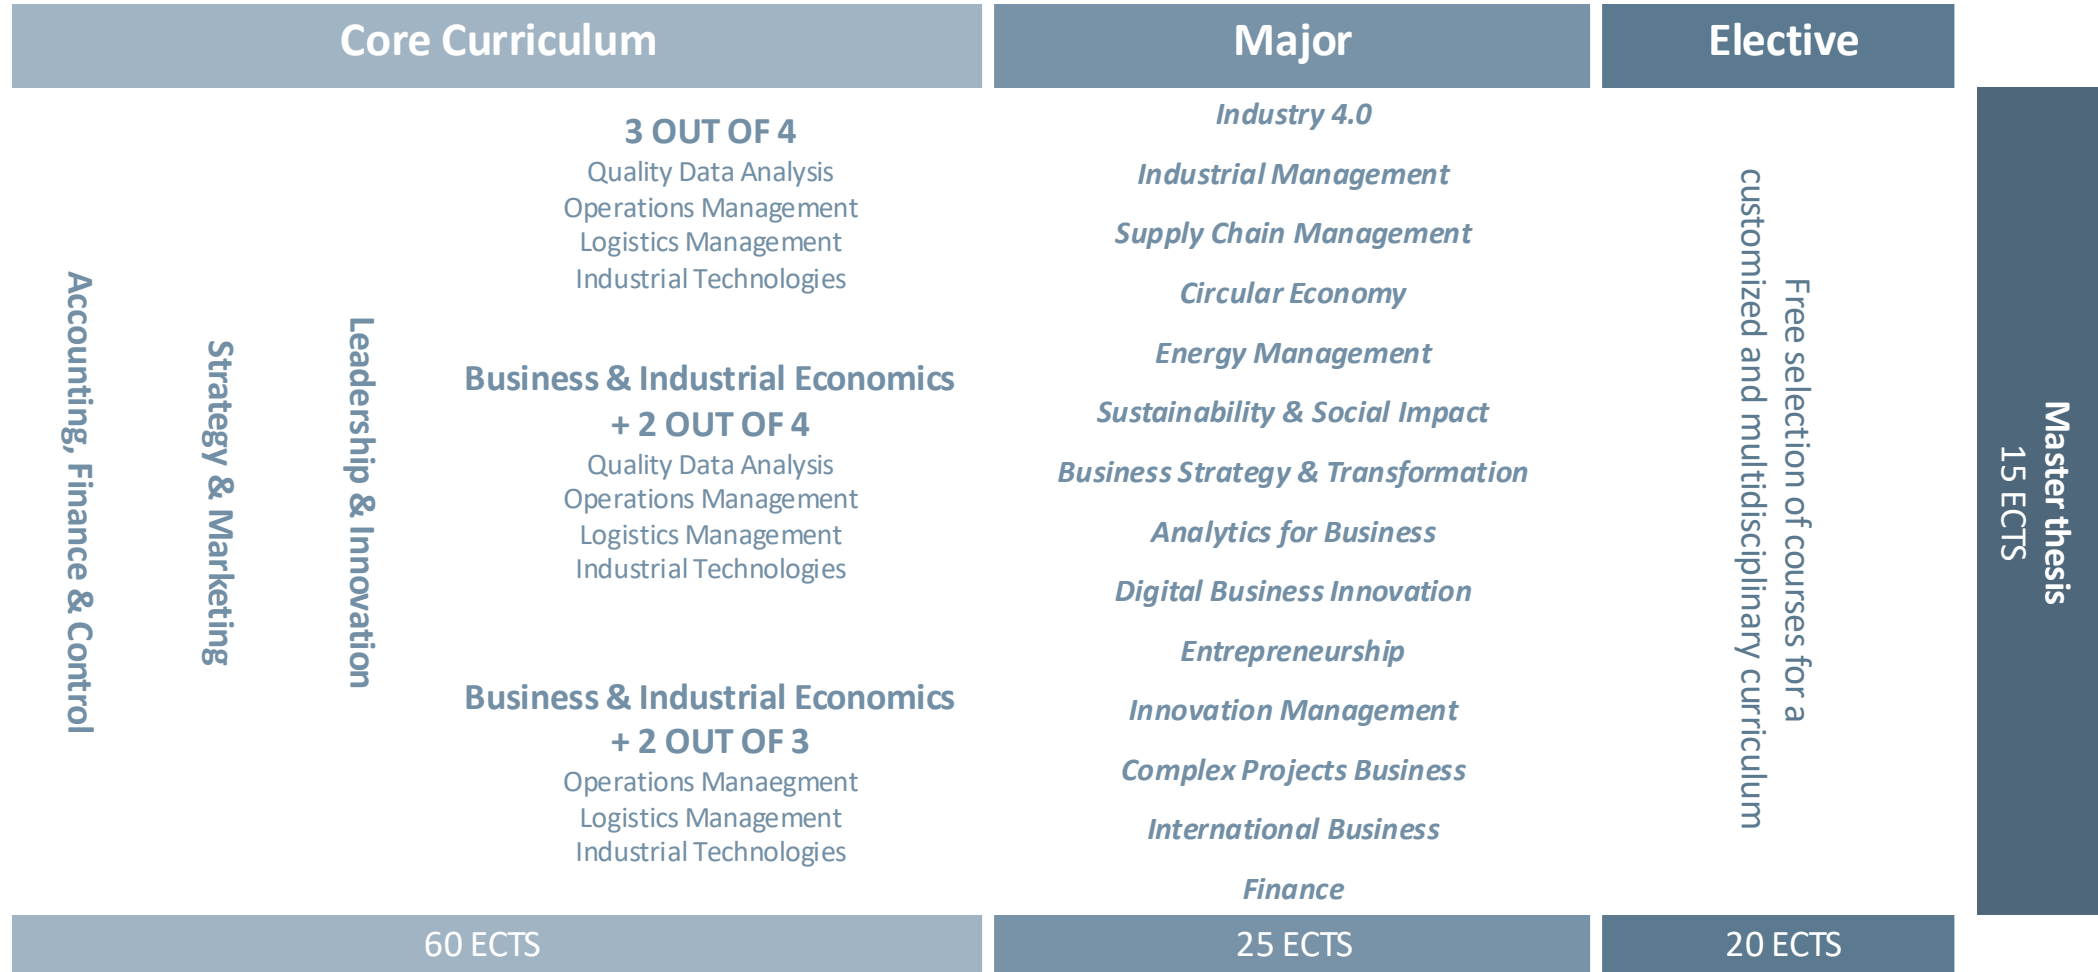 Core Curriculum
Major
Elective
Accounting, Finance & Control
Strategy & Marketing
Leadership & Innovation
3 OUT OF 4
Quality Data Analysis
Operations Management
Logistics Management
Industrial Technologies
Business & Industrial Economics
+ 2 OUT OF 4
Quality Data Analysis
Operations Management
Logistics Management
Industrial Technologies
Business & Industrial Economics
+ 2 OUT OF 3
Operations Manaegment
Logistics Management
Industrial Technologies
Industry 4.0
Industrial Management
Supply Chain Management
Circular Economy
Energy Management
Sustainability & Social Impact
Business Strategy & Transformation
Analytics for Business
Digital Business Innovation
Entrepreneurship
Innovation Management
Complex Projects Business
International Business
Finance
Free selection of courses for a
customized and multidisciplinary curriculum
Master thesis
15 ECTS
60 ECTS
25 ECTS
20 ECTS